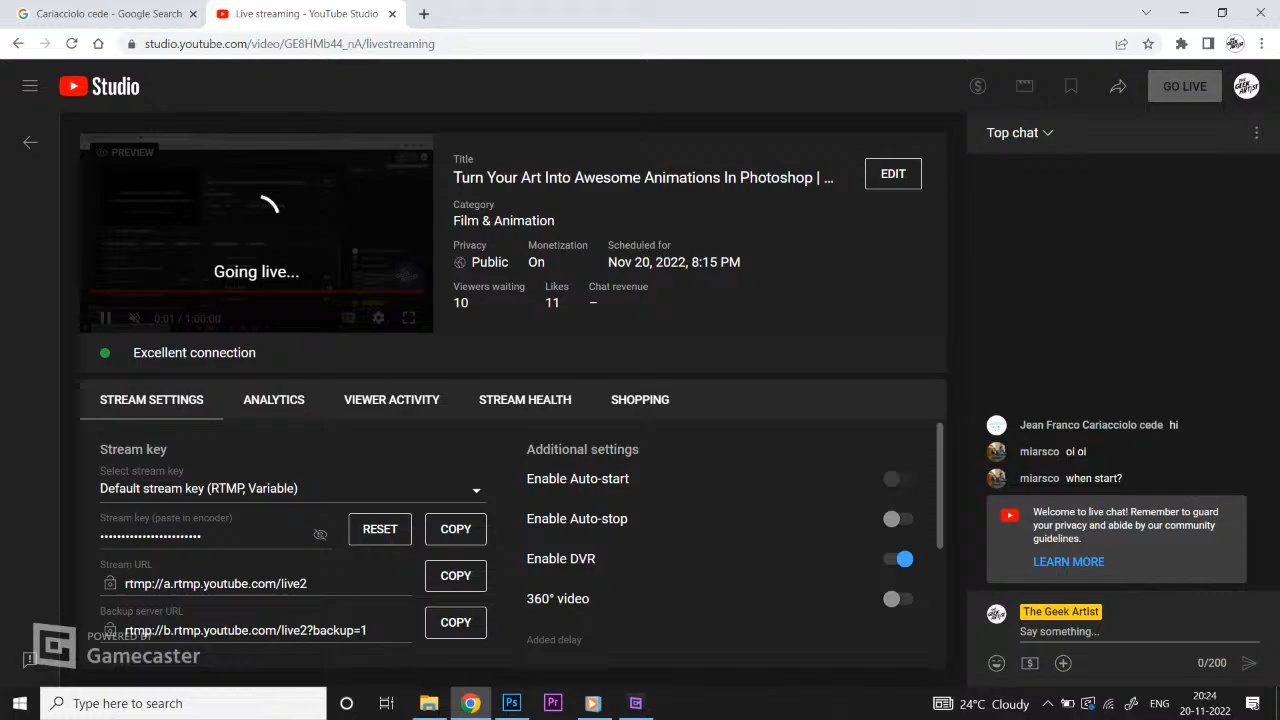 Cariacciolo cede - Google Search
Live streaming - YouTube Studio
studio.youtube.com/video/GE8HMb44_nA/livestreaming
Studio
GO LIVE
PREVIEW
Going live...
0:01 / 1:00:00
Excellent connection
Title
Turn Your Art Into Awesome Animations In Photoshop | ...
EDIT
Category
Film & Animation
Privacy
Monetization
Scheduled for
Public
On
Nov 20, 2022, 8:15 PM
Viewers waiting
Likes
Chat revenue
10
11
–
STREAM SETTINGS
ANALYTICS
VIEWER ACTIVITY
STREAM HEALTH
SHOPPING
Stream key
Select stream key
Default stream key (RTMP, Variable)
Stream key (paste in encoder)
••••••••••••••••••••••••
RESET
COPY
Stream URL
rtmp://a.rtmp.youtube.com/live2
COPY
Backup server URL
rtmp://b.rtmp.youtube.com/live2?backup=1
COPY
Additional settings
Enable Auto-start
Enable Auto-stop
Enable DVR
360° video
Added delay
Top chat
Jean Franco Cariacciolo cede hi
miarsco oi oi
miarsco when start?
Welcome to live chat! Remember to guard
your privacy and abide by our community
guidelines.
LEARN MORE
THE GEEK ARTIST
The Geek Artist
Say something...
0/200
POWERED BY
Gamecaster
Type here to search
Ps
Pr
24°C Cloudy
ENG
20:24
20-11-2022